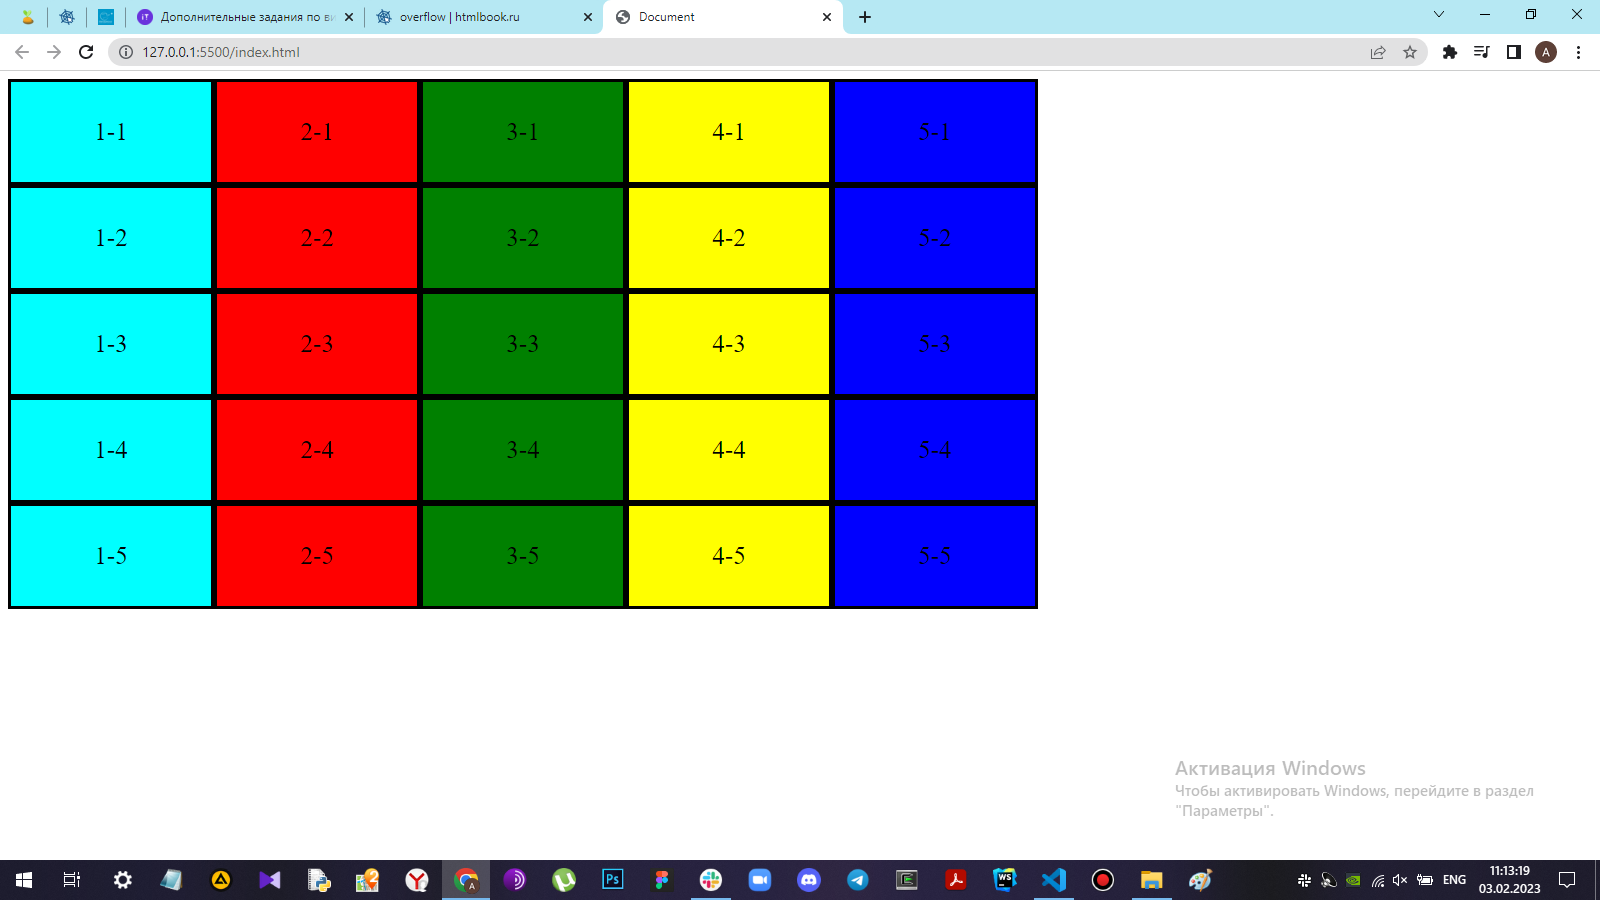 Дополнительные задания по ви
overflow | htmlbook.ru
Document
127.0.0.1:5500/index.html
A
1-1 2-1 3-1 4-1 5-1
1-2 2-2 3-2 4-2 5-2
1-3 2-3 3-3 4-3 5-3
1-4 2-4 3-4 4-4 5-4
1-5 2-5 3-5 4-5 5-5
Активация Windows
Чтобы активировать Windows, перейдите в раздел
"Параметры".
ENG
11:13:19
03.02.2023